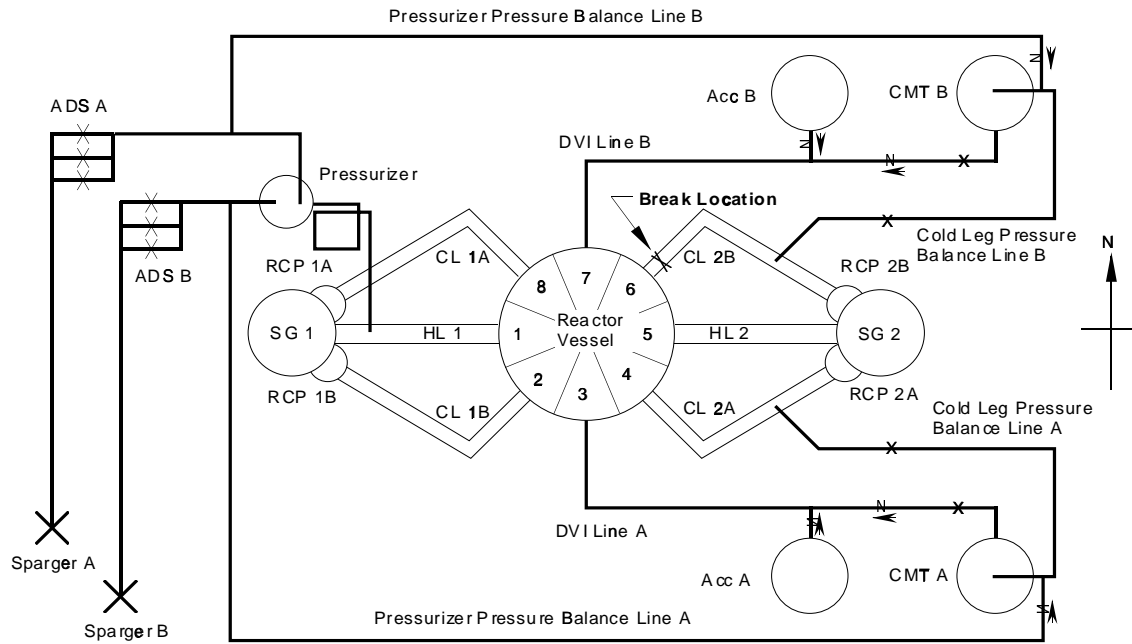 Pressurizer Pressure Balance Line B
ADS A
Acc B
CMT B
N
N
DVI Line B
N
X
Pressurizer
Break Location
X
Cold Leg Pressure
Balance Line B
N
ADS B
RCP 1A
CL 1A
8
7
6
CL 2B
RCP 2B
SG 1
HL 1
1
Reactor
Vessel
5
HL 2
SG 2
RCP 1B
CL 1B
2
3
4
CL 2A
RCP 2A
Cold Leg Pressure
Balance Line A
X
DVI Line A
N
X
N
Sparger A
Acc A
CMT A
N
Sparger B
Pressurizer Pressure Balance Line A